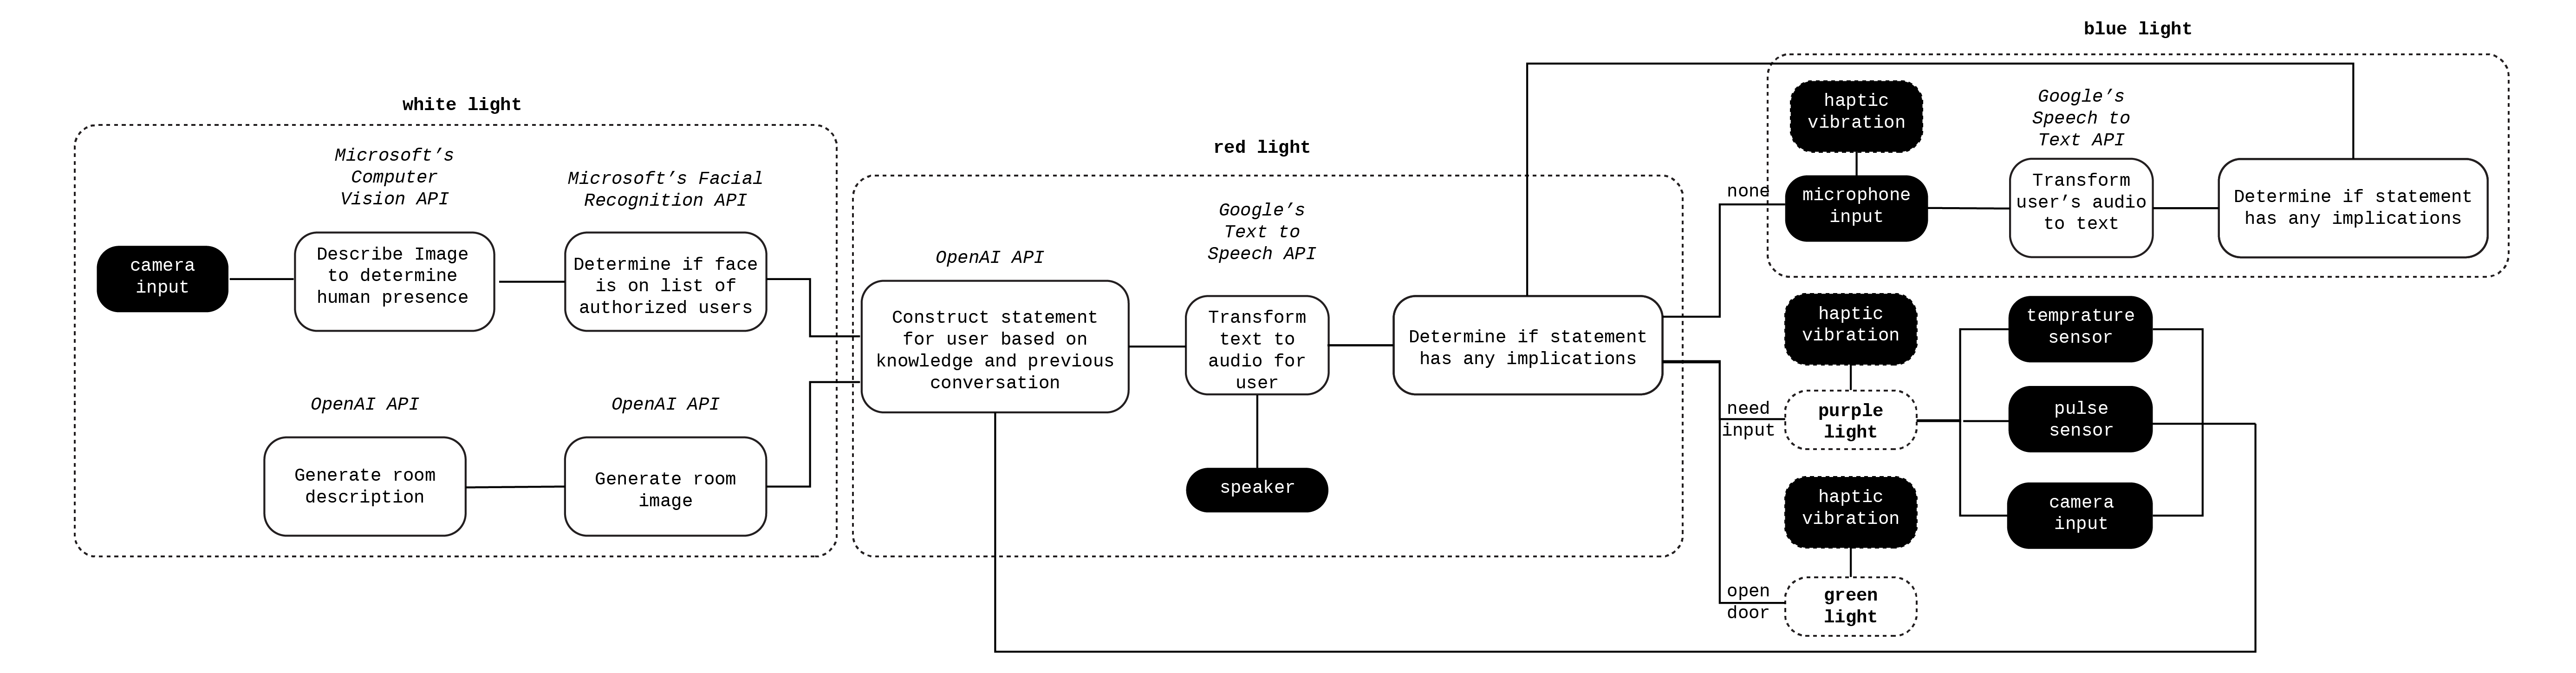 blue light
white light
red light
haptic
vibration
Google’s
Speech to
Text API
Microsoft’s
Computer
Vision API
Microsoft’s Facial
Recognition API
camera
input
Describe Image
to determine
human presence
Determine if face
is on list of
authorized users
OpenAI API
OpenAI API
Generate room
description
Generate room
image
OpenAI API
Construct statement
for user based on
knowledge and previous
conversation
Google’s
Text to
Speech API
Transform
text to
audio for
user
speaker
Determine if statement
has any implications
none
microphone
input
Transform
user’s audio
to text
Determine if statement
has any implications
haptic
vibration
need
input
purple
light
temprature
sensor
pulse
sensor
camera
input
haptic
vibration
open
door
green
light